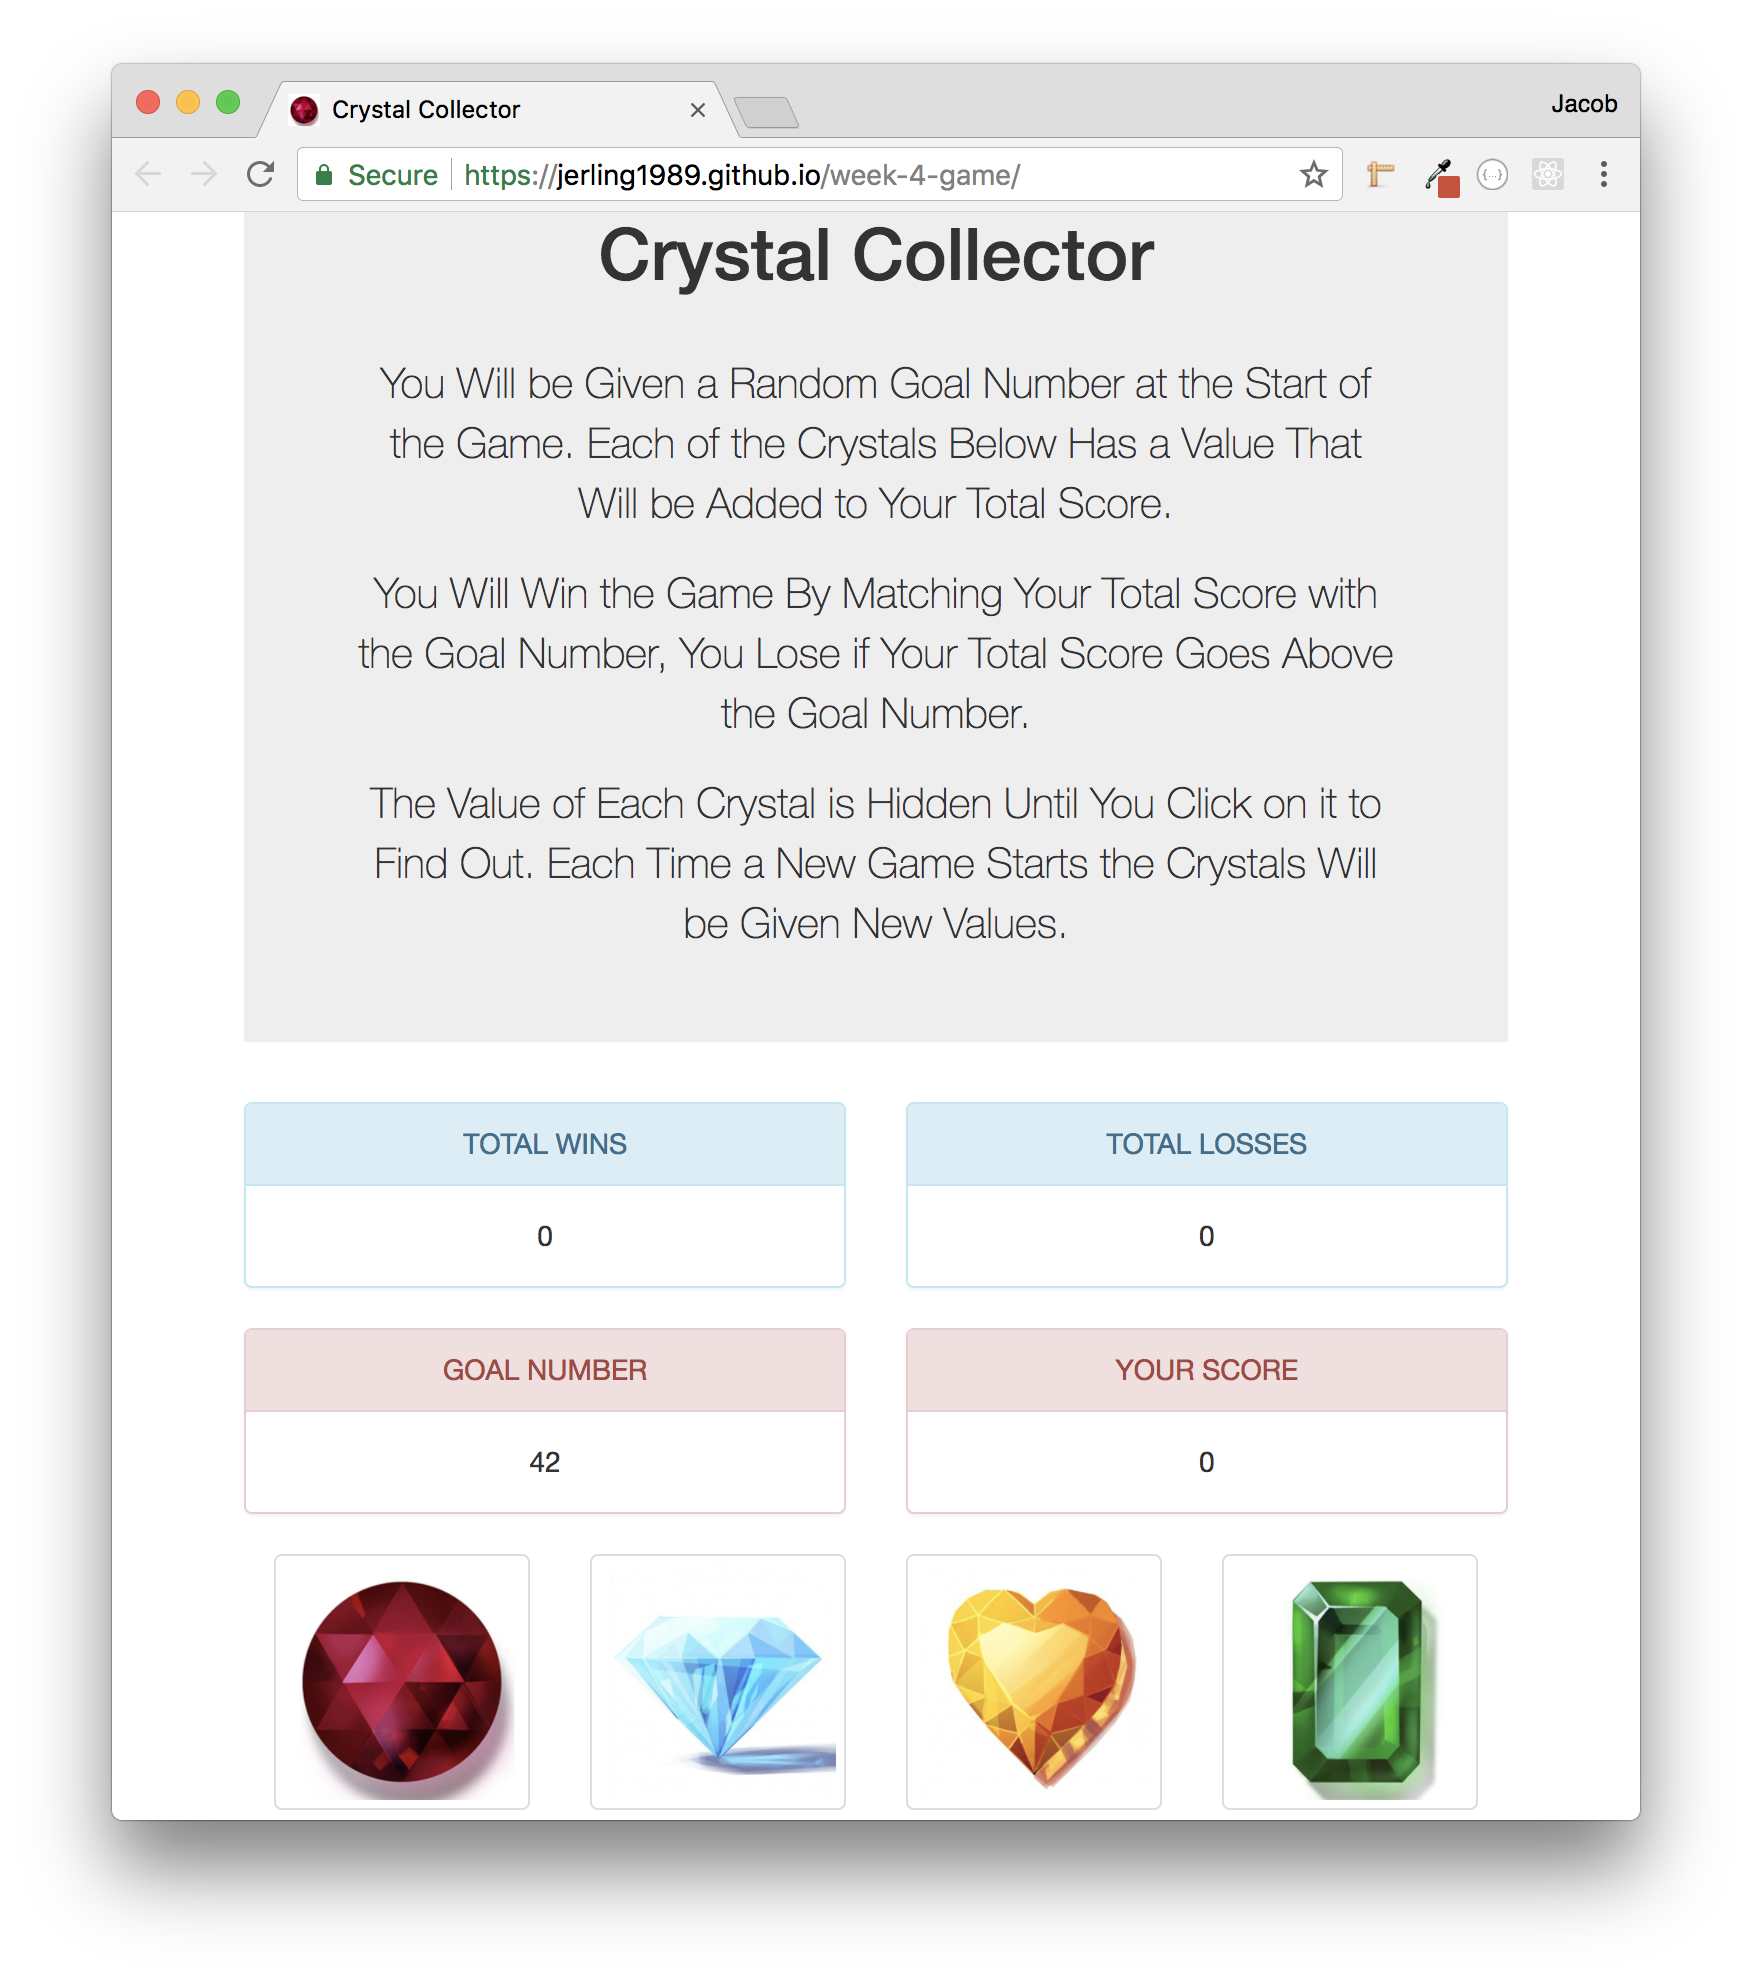 Crystal Collector
Jacob
Secure https://jerling1989.github.io/week-4-game/
Crystal Collector
You Will be Given a Random Goal Number at the Start of
the Game. Each of the Crystals Below Has a Value That
Will be Added to Your Total Score.
You Will Win the Game By Matching Your Total Score with
the Goal Number, You Lose if Your Total Score Goes Above
the Goal Number.
The Value of Each Crystal is Hidden Until You Click on it to
Find Out. Each Time a New Game Starts the Crystals Will
be Given New Values.
TOTAL WINS
0
TOTAL LOSSES
0
GOAL NUMBER
42
YOUR SCORE
0